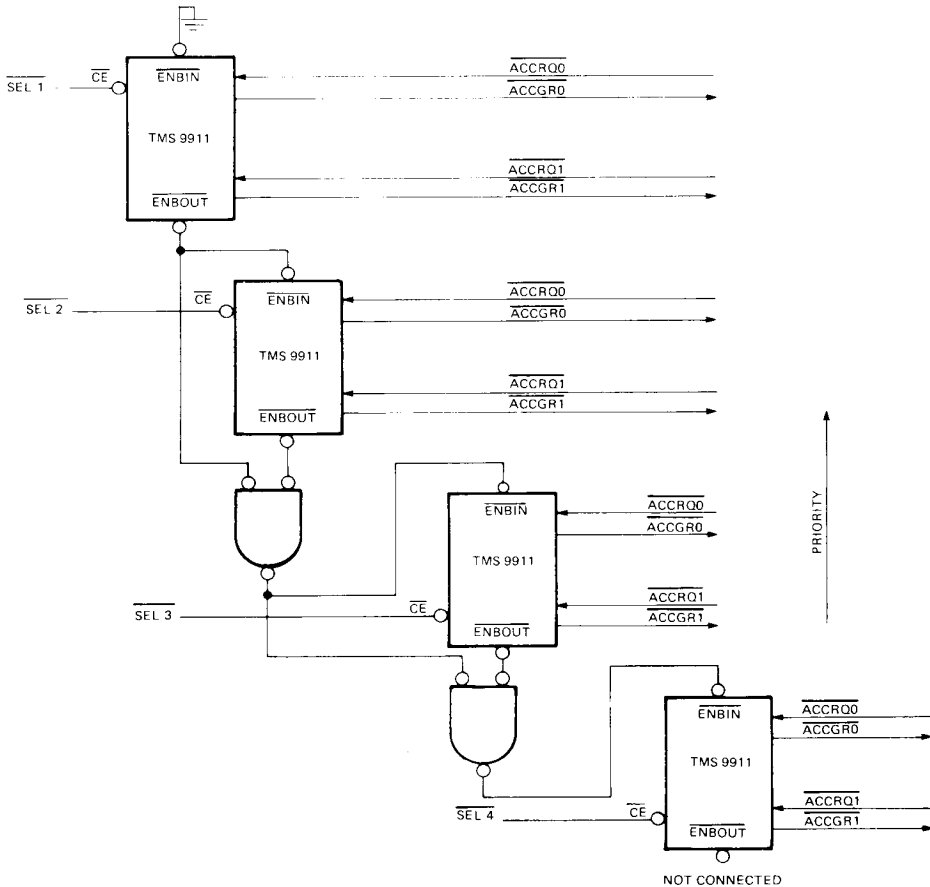 SEL 1
CE
ENBIN
TMS 9911
ENBOUT
ACCRQ0
ACCGR0
ACCRQ1
ACCGR1
SEL 2
CE
ENBIN
TMS 9911
ENBOUT
ACCRQ0
ACCGR0
ACCRQ1
ACCGR1
PRIORITY
SEL 3
CE
ENBIN
TMS 9911
ENBOUT
ACCRQ0
ACCGR0
ACCRQ1
ACCGR1
SEL 4
CE
ENBIN
TMS 9911
ENBOUT
ACCRQ0
ACCGR0
ACCRQ1
ACCGR1
NOT CONNECTED